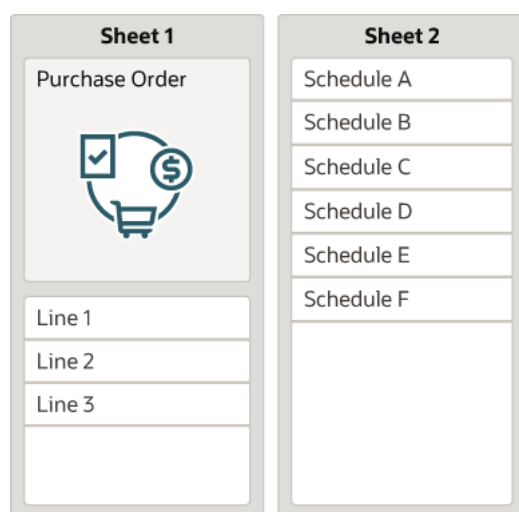 Sheet 1
Purchase Order
$
Line 1
Line 2
Line 3
Sheet 2
Schedule A
Schedule B
Schedule C
Schedule D
Schedule E
Schedule F